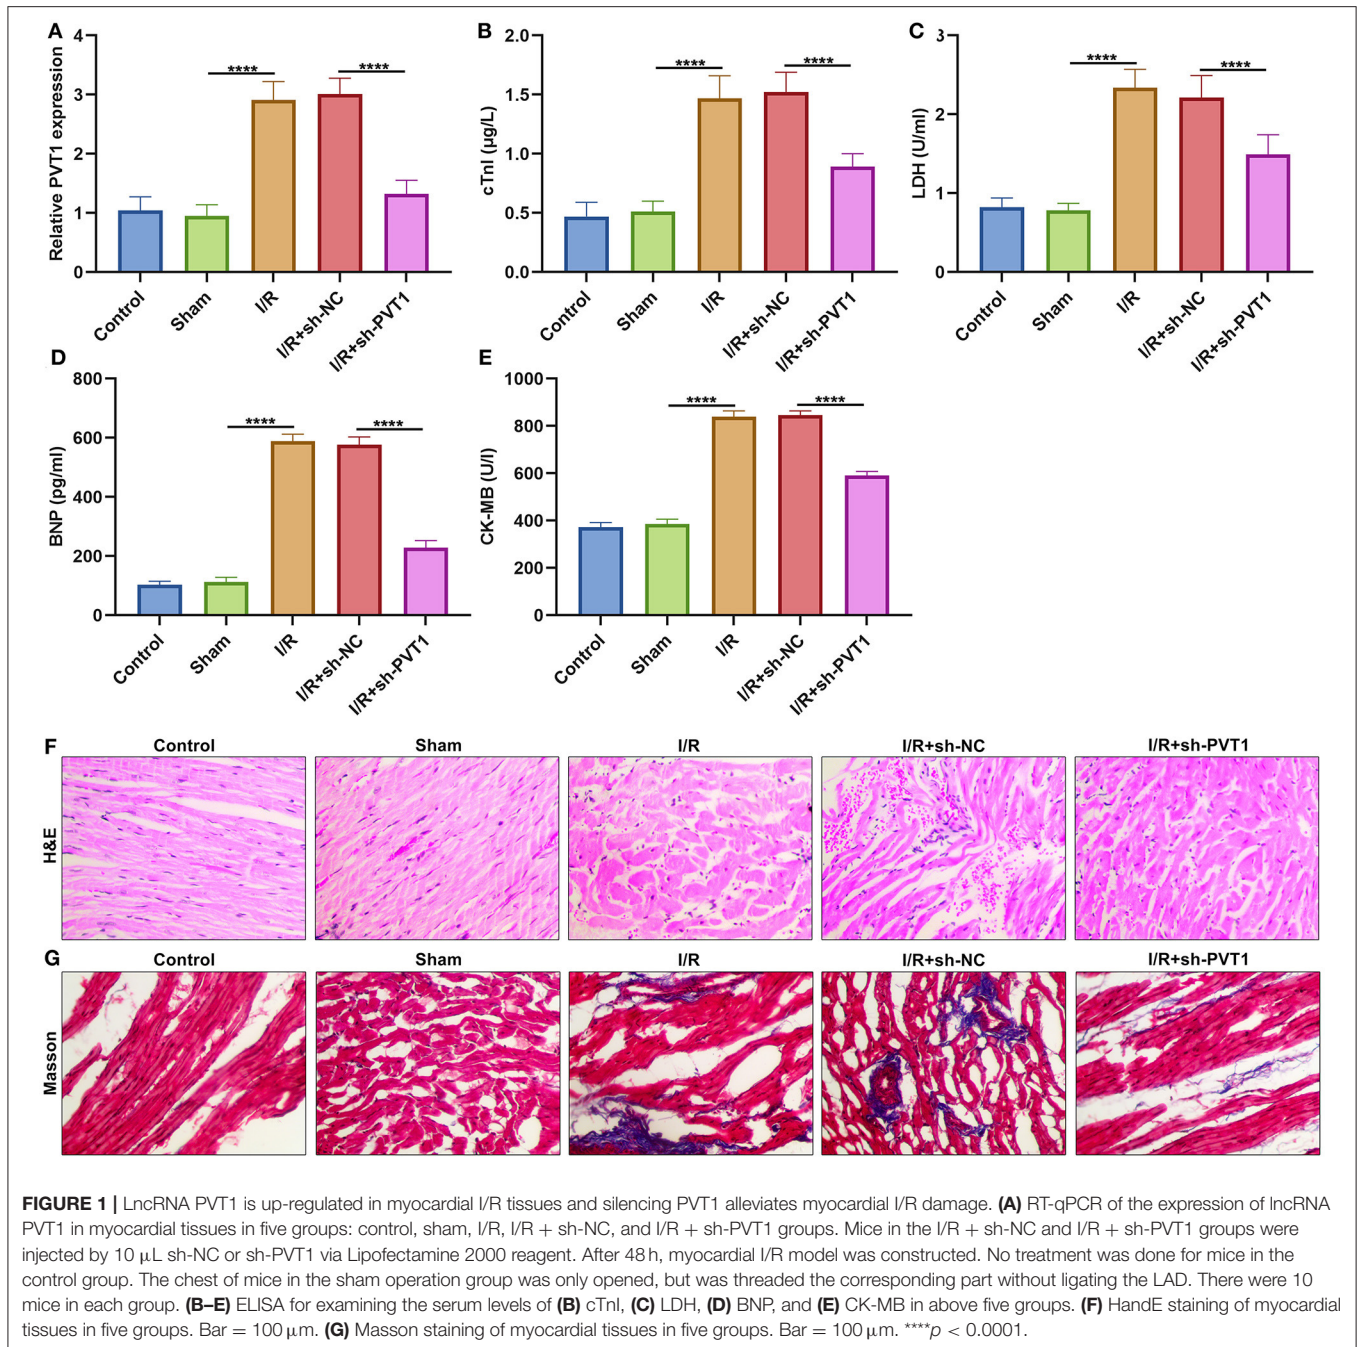 A
Relative PVT1 expression
4
3
2
1
0
****
****
Control
Sham
I/R
I/R+sh-NC
I/R+sh-PVT1
B
cTnI (µg/L)
2.0
1.5
1.0
0.5
0.0
****
****
Control
Sham
I/R
I/R+sh-NC
I/R+sh-PVT1
C
LDH (U/ml)
3
2
1
0
****
****
Control
Sham
I/R
I/R+sh-NC
I/R+sh-PVT1
D
BNP (pg/ml)
800
600
400
200
0
****
****
Control
Sham
I/R
I/R+sh-NC
I/R+sh-PVT1
E
CK-MB (U/l)
1000
800
600
400
200
0
****
****
Control
Sham
I/R
I/R+sh-NC
I/R+sh-PVT1
F
Control Sham I/R I/R+sh-NC I/R+sh-PVT1
H&E
G
Control Sham I/R I/R+sh-NC I/R+sh-PVT1
Masson
FIGURE 1 | LncRNA PVT1 is up-regulated in myocardial I/R tissues and silencing PVT1 alleviates myocardial I/R damage. (A) RT-qPCR of the expression of lncRNA
PVT1 in myocardial tissues in five groups: control, sham, I/R, I/R + sh-NC, and I/R + sh-PVT1 groups. Mice in the I/R + sh-NC and I/R + sh-PVT1 groups were
injected by 10 µL sh-NC or sh-PVT1 via Lipofectamine 2000 reagent. After 48 h, myocardial I/R model was constructed. No treatment was done for mice in the
control group. The chest of mice in the sham operation group was only opened, but was threaded the corresponding part without ligating the LAD. There were 10
mice in each group. (B–E) ELISA for examining the serum levels of (B) cTnI, (C) LDH, (D) BNP, and (E) CK-MB in above five groups. (F) HandE staining of myocardial
tissues in five groups. Bar = 100 µm. (G) Masson staining of myocardial tissues in five groups. Bar = 100 µm. ****p < 0.0001.